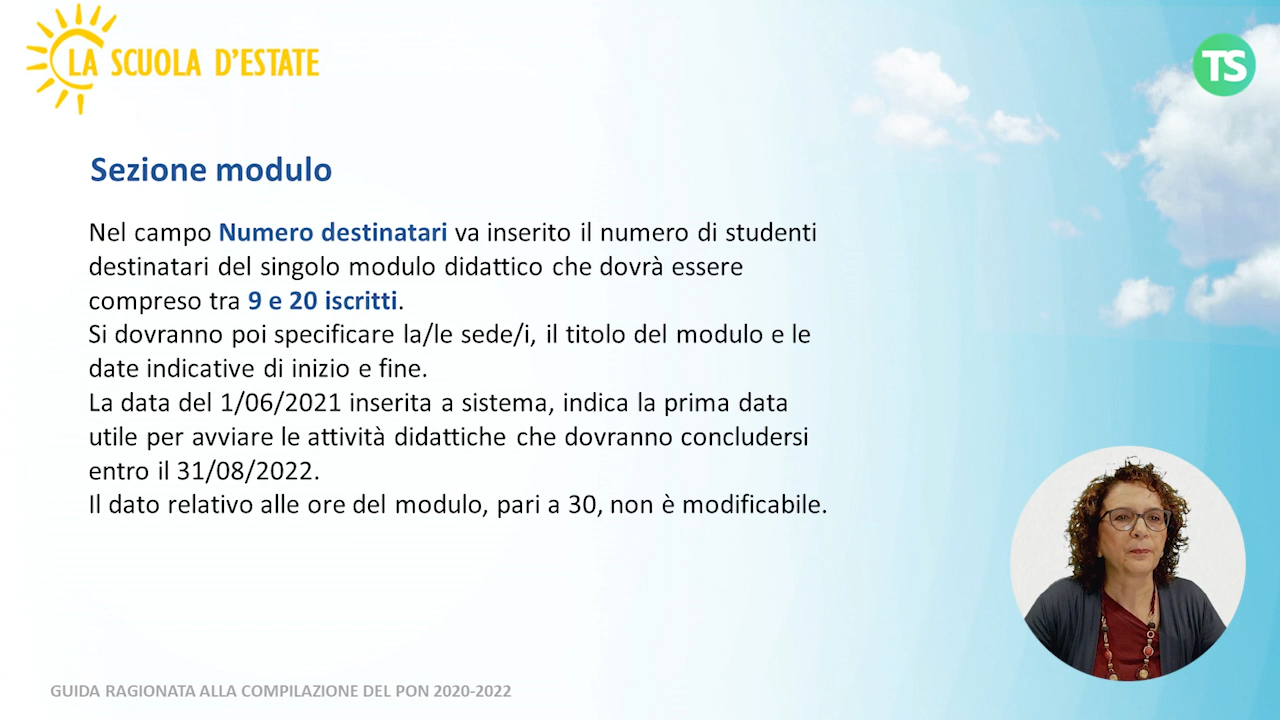 LA SCUOLA D'ESTATE
TS
Sezione modulo
Nel campo Numero destinatari va inserito il numero di studenti
destinatari del singolo modulo didattico che dovrà essere
compreso tra 9 e 20 iscritti.
Si dovranno poi specificare la/le sede/i, il titolo del modulo e le
date indicative di inizio e fine.
La data del 1/06/2021 inserita a sistema, indica la prima data
utile per avviare le attività didattiche che dovranno concludersi
entro il 31/08/2022.
Il dato relativo alle ore del modulo, pari a 30, non è modificabile.
GUIDA RAGIONATA ALLA COMPILAZIONE DEL PON 2020-2022